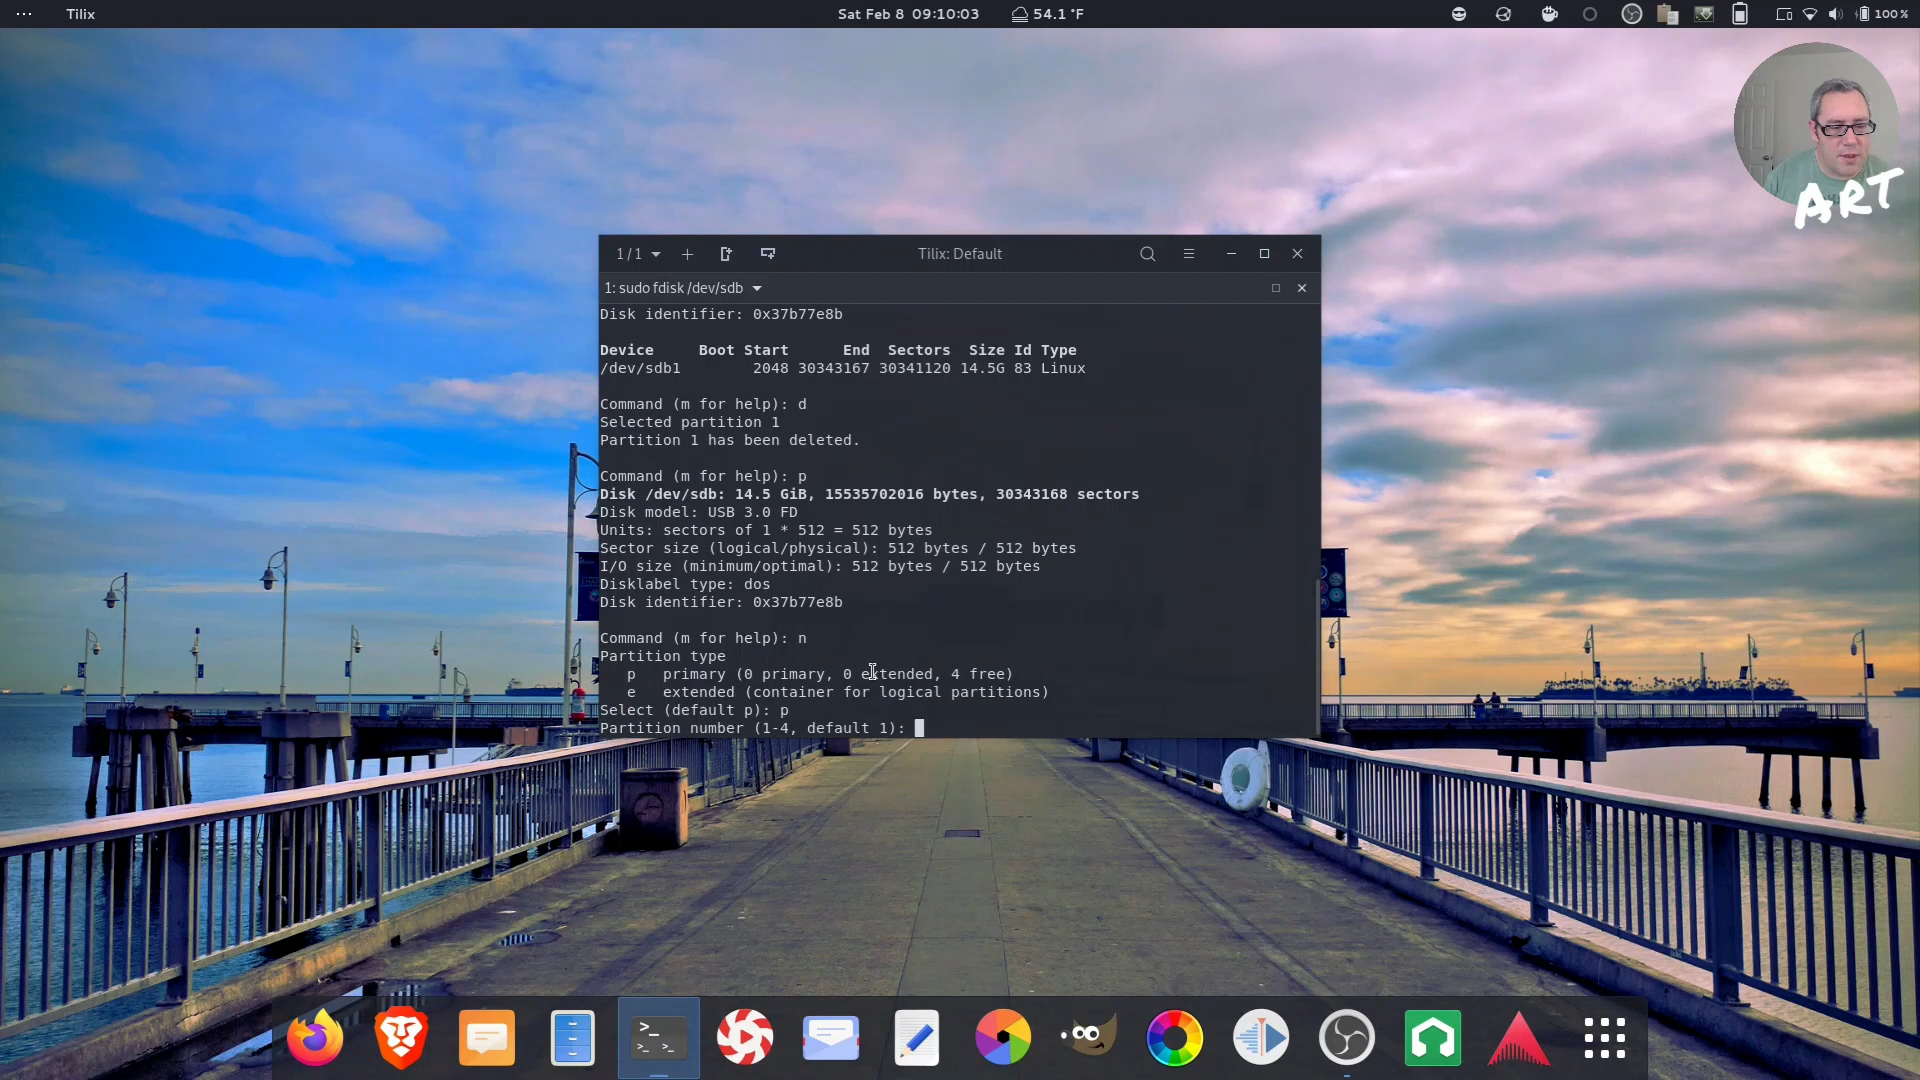 Tilix
Sat Feb 8 09:10:03
54.1 °F
100%
ART
1 / 1
Tilix: Default
1: sudo fdisk /dev/sdb
Disk identifier: 0x37b77e8b
Device     Boot Start      End  Sectors  Size Id Type
/dev/sdb1        2048 30343167 30341120 14.5G 83 Linux
Command (m for help): d
Selected partition 1
Partition 1 has been deleted.
Command (m for help): p
Disk /dev/sdb: 14.5 GiB, 15535702016 bytes, 30343168 sectors
Disk model: USB 3.0 FD
Units: sectors of 1 * 512 = 512 bytes
Sector size (logical/physical): 512 bytes / 512 bytes
I/O size (minimum/optimal): 512 bytes / 512 bytes
Disklabel type: dos
Disk identifier: 0x37b77e8b
Command (m for help): n
Partition type
   p   primary (0 primary, 0 extended, 4 free)
   e   extended (container for logical partitions)
Select (default p): p
Partition number (1-4, default 1):
>_
>_ >_